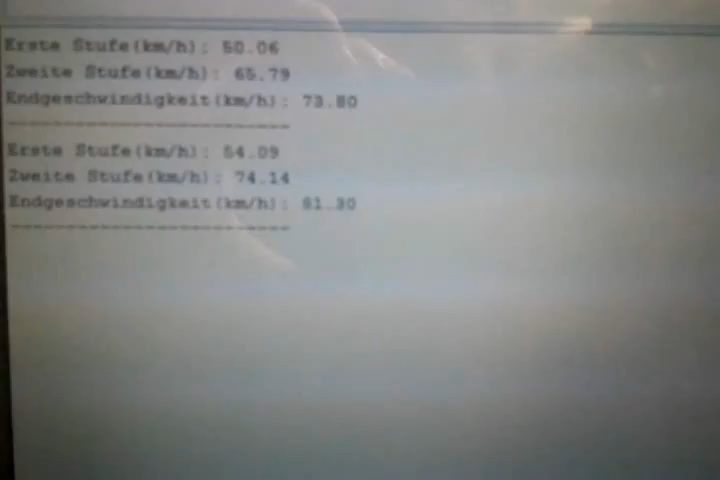 Erste Stufe(km/h): 50.06
Zweite Stufe(km/h): 65.79
Endgeschwindigkeit(km/h): 73.80
------------------------
Erste Stufe(km/h): 54.09
Zweite Stufe(km/h): 74.14
Endgeschwindigkeit(km/h): 81.30
------------------------